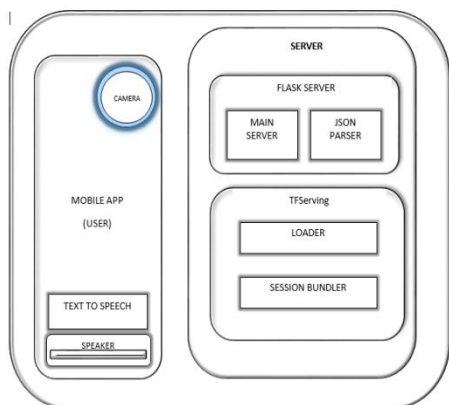 CAMERA
MOBILE APP
(USER)
TEXT TO SPEECH
SPEAKER
SERVER
FLASK SERVER
MAIN
SERVER
JSON
PARSER
TFServing
LOADER
SESSION BUNDLER